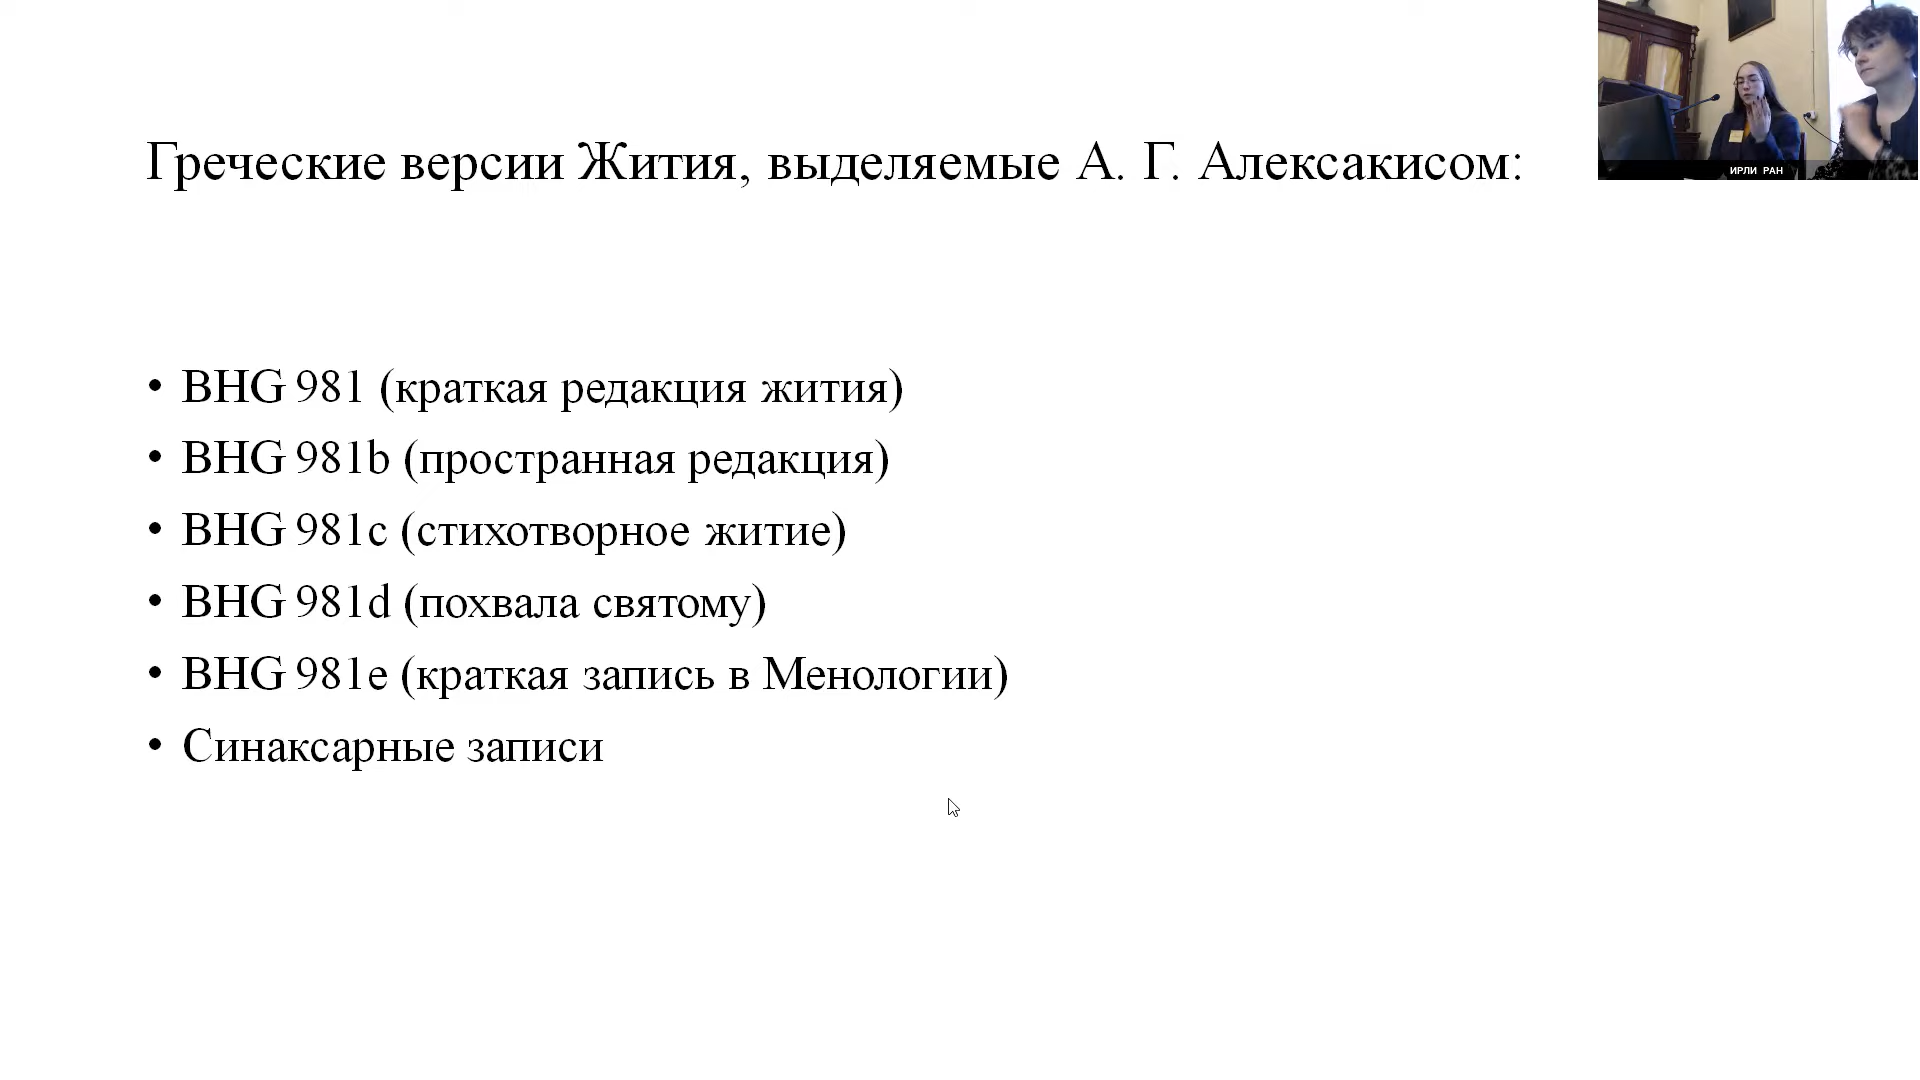 Греческие версии Жития, выделяемые А. Г. Алексакисом:
ИРЛИ РАН
• BHG 981 (краткая редакция жития)
• BHG 981b (пространная редакция)
• BHG 981c (стихотворное житие)
• BHG 981d (похвала святому)
• BHG 981e (краткая запись в Менологии)
• Синаксарные записи